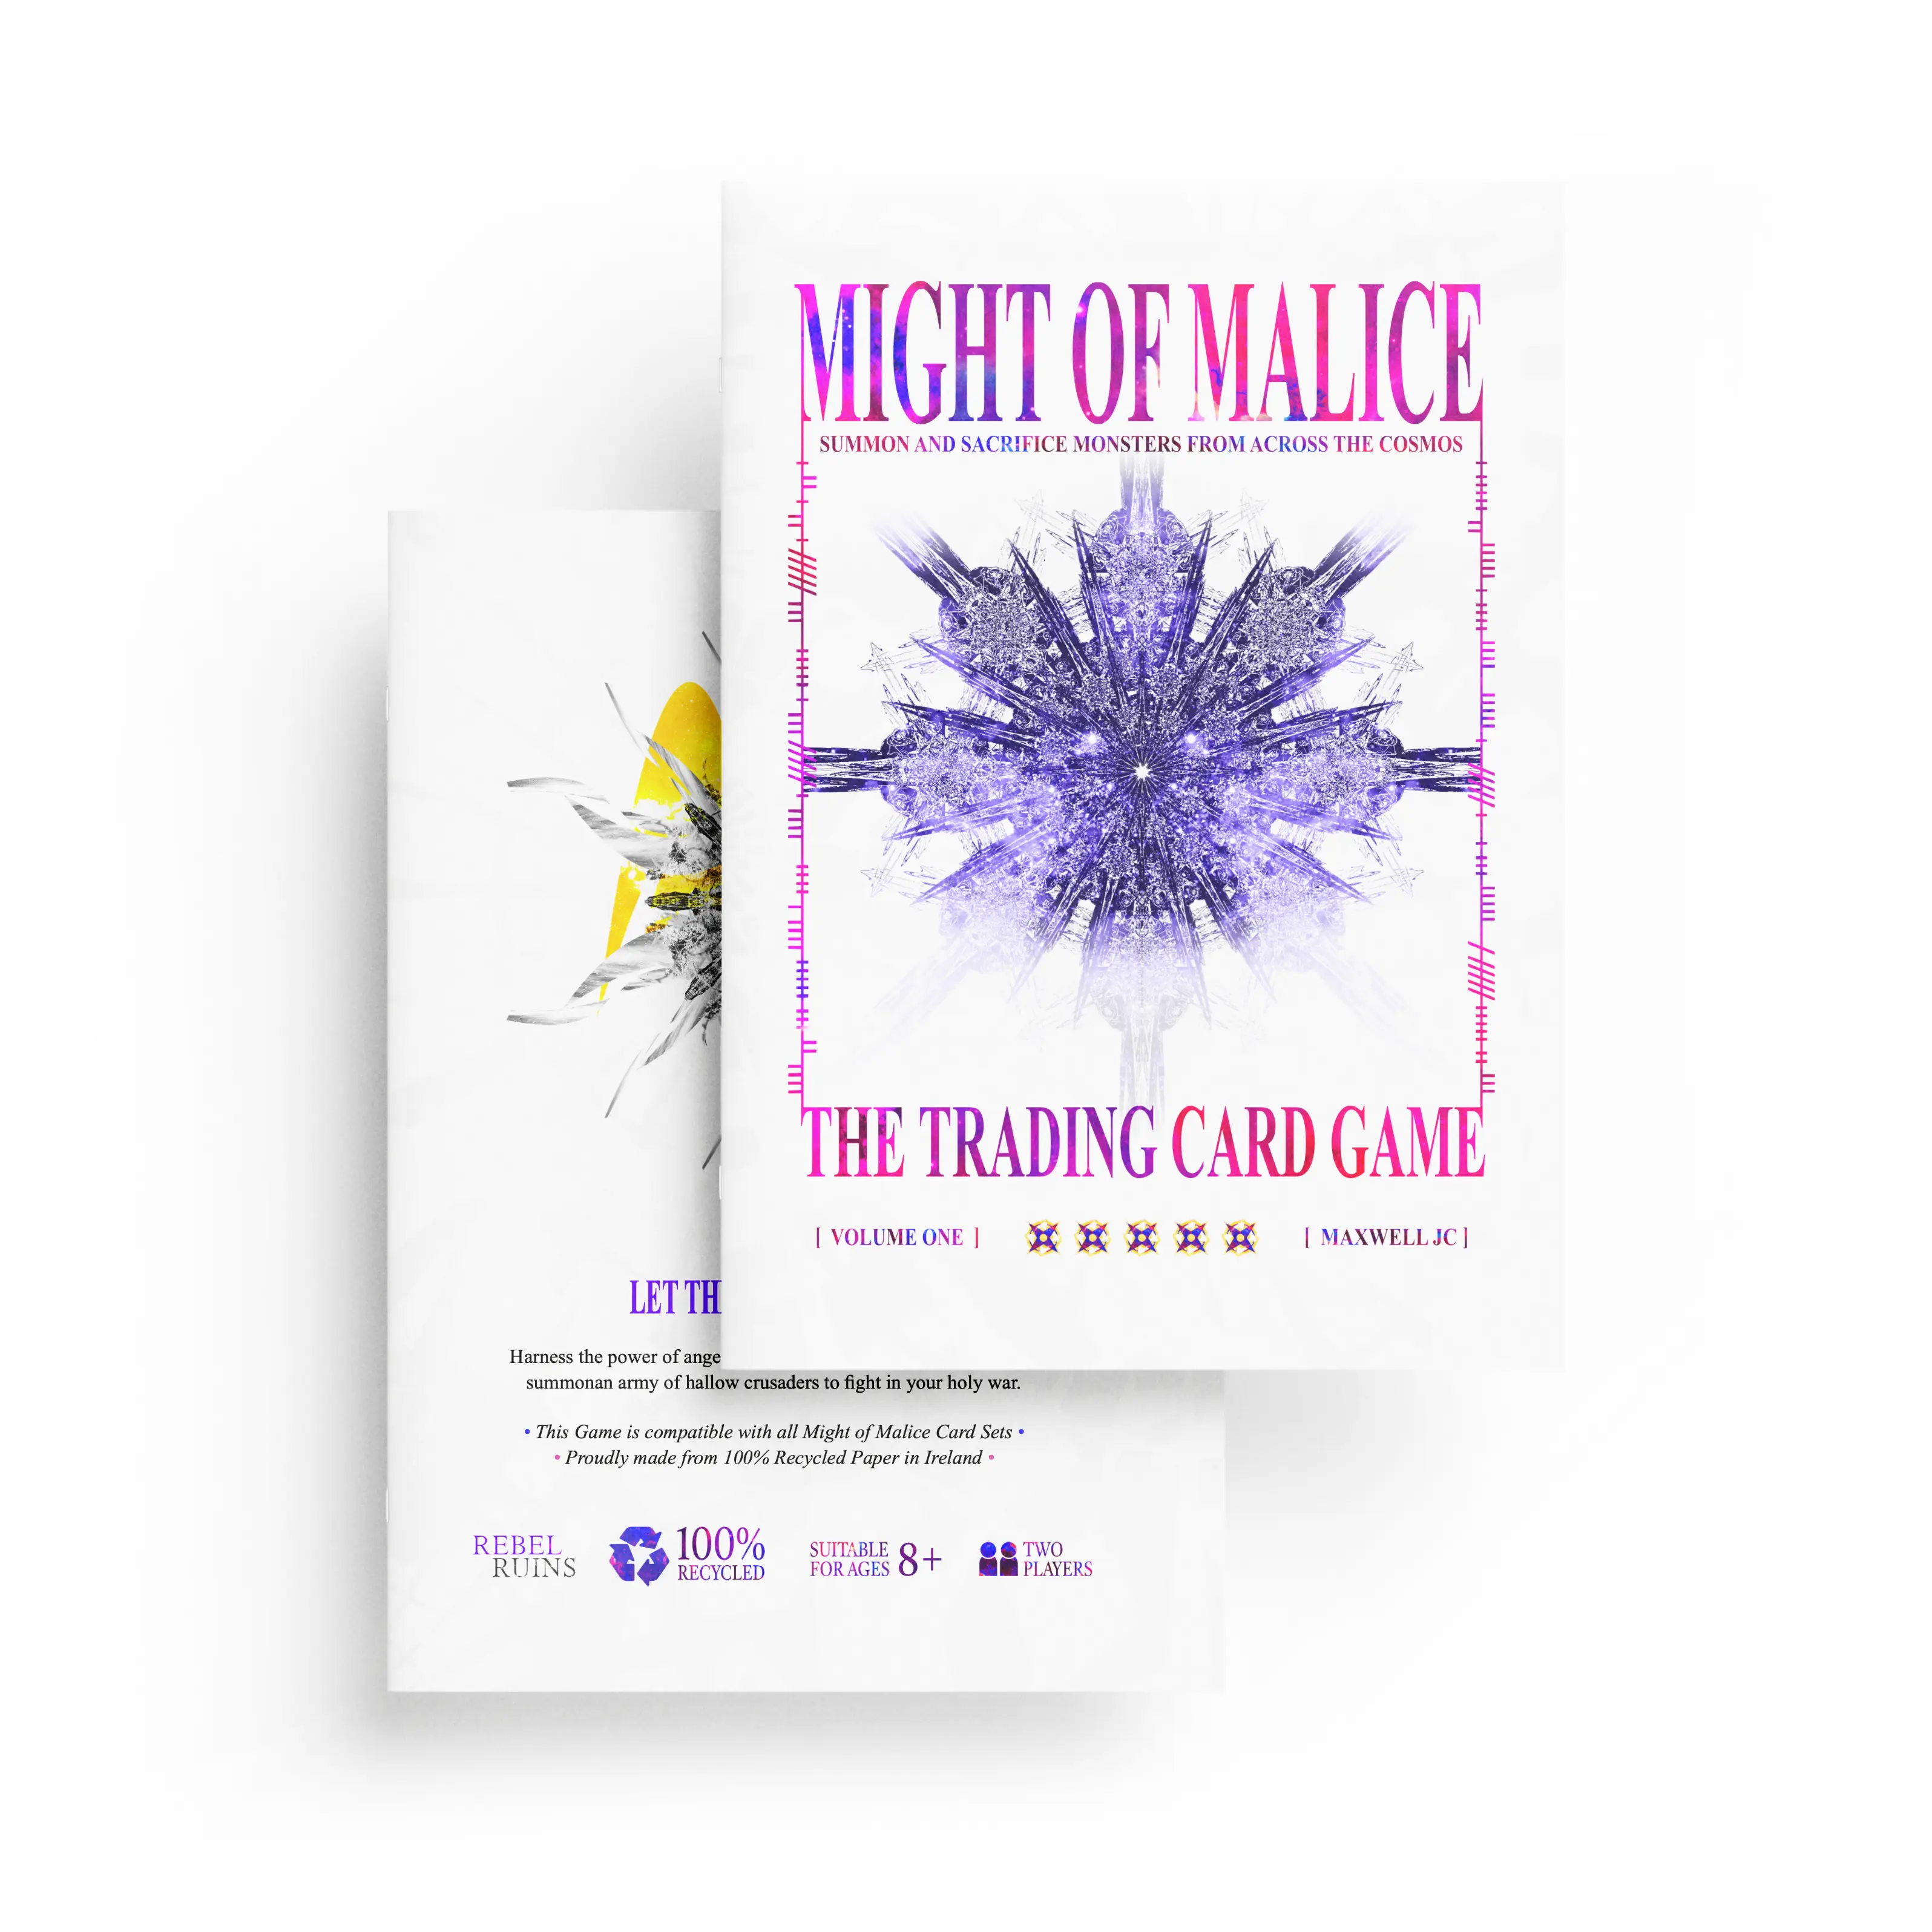 MIGHT OF MALICE
SUMMON AND SACRIFICE MONSTERS FROM ACROSS THE COSMOS
THE TRADING CARD GAME
[ VOLUME ONE ]
[ MAXWELL JC ]
LET TH
Harness the power of ange
summonan army of hallow crusaders to fight in your holy war.
• This Game is compatible with all Might of Malice Card Sets •
• Proudly made from 100% Recycled Paper in Ireland •
REBEL
RUINS
100%
RECYCLED
SUITABLE
FOR AGES
8+
TWO
PLAYERS